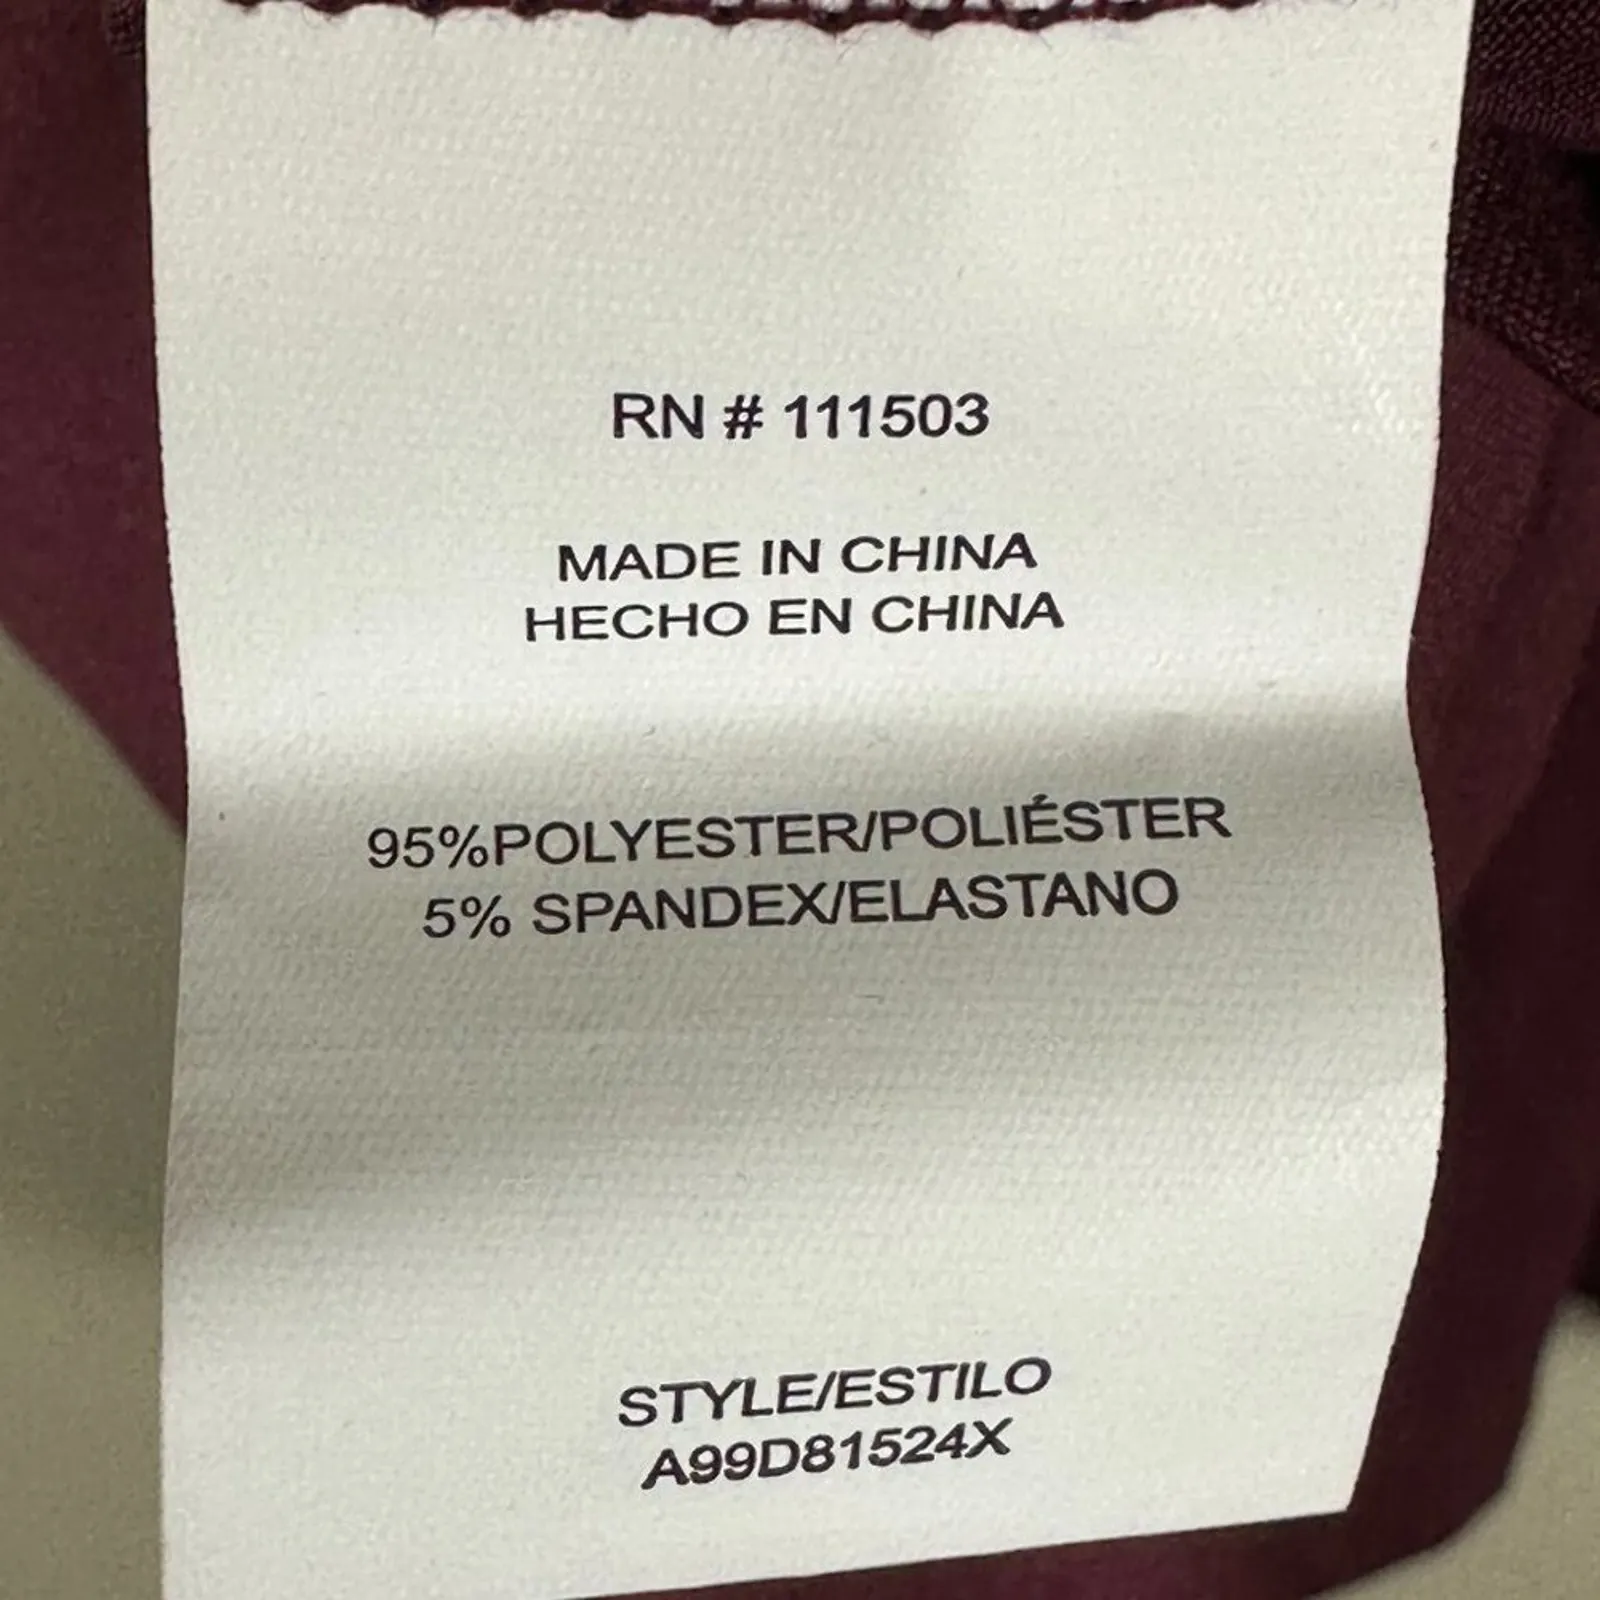 RN # 111503
MADE IN CHINA
HECHO EN CHINA
95%POLYESTER/POLIÉSTER
5% SPANDEX/ELASTANO
STYLE/ESTILO
A99D81524X